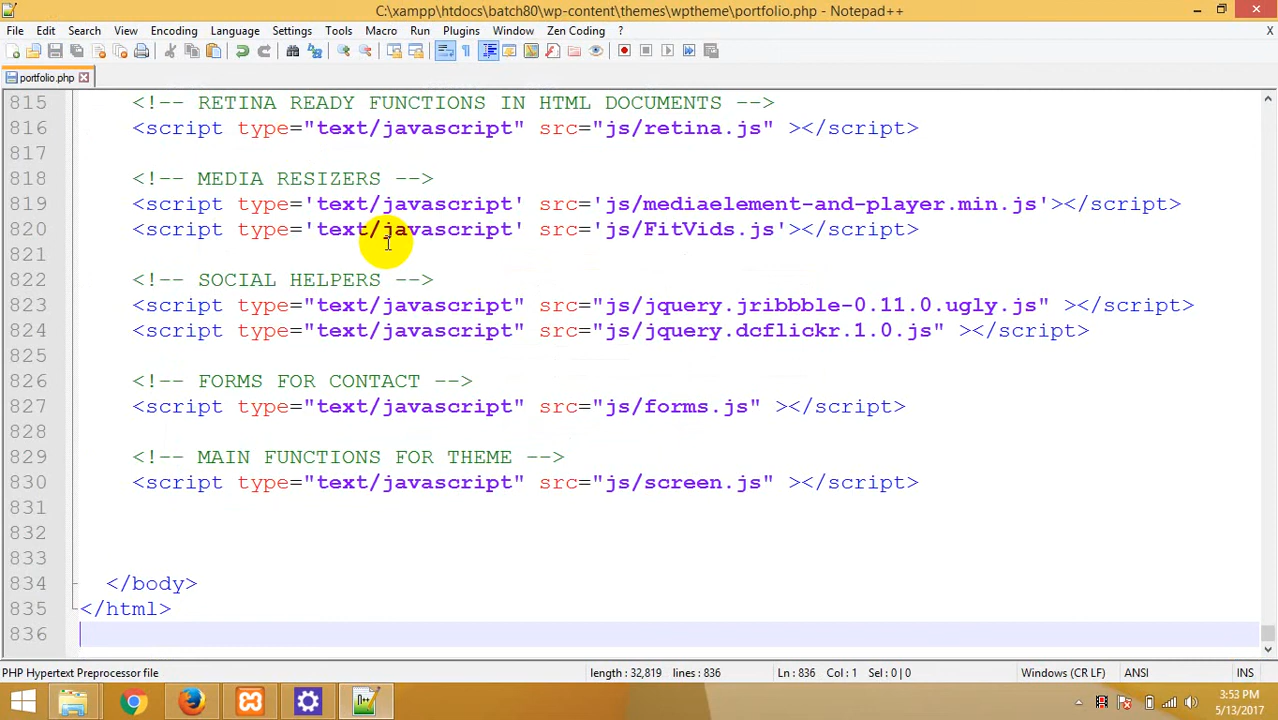 C:\xampp\htdocs\batch80\wp-content\themes\wptheme\portfolio.php - Notepad++
File Edit Search View Encoding Language Settings Tools Macro Run Plugins Window Zen Coding ? X
portfolio.php
815 <!-- RETINA READY FUNCTIONS IN HTML DOCUMENTS -->
816 <script type="text/javascript" src="js/retina.js" ></script>
817
818 <!-- MEDIA RESIZERS -->
819 <script type='text/javascript' src='js/mediaelement-and-player.min.js'></script>
820 <script type='text/javascript' src='js/FitVids.js'></script>
821
822 <!-- SOCIAL HELPERS -->
823 <script type="text/javascript" src="js/jquery.jribbble-0.11.0.ugly.js" ></script>
824 <script type="text/javascript" src="js/jquery.dcflickr.1.0.js" ></script>
825
826 <!-- FORMS FOR CONTACT -->
827 <script type="text/javascript" src="js/forms.js" ></script>
828
829 <!-- MAIN FUNCTIONS FOR THEME -->
830 <script type="text/javascript" src="js/screen.js" ></script>
831
832
833
834 </body>
835 </html>
836
PHP Hypertext Preprocessor file length : 32,819 lines : 836 Ln : 836 Col : 1 Sel : 0 | 0 Windows (CR LF) ANSI INS
3:53 PM
5/13/2017